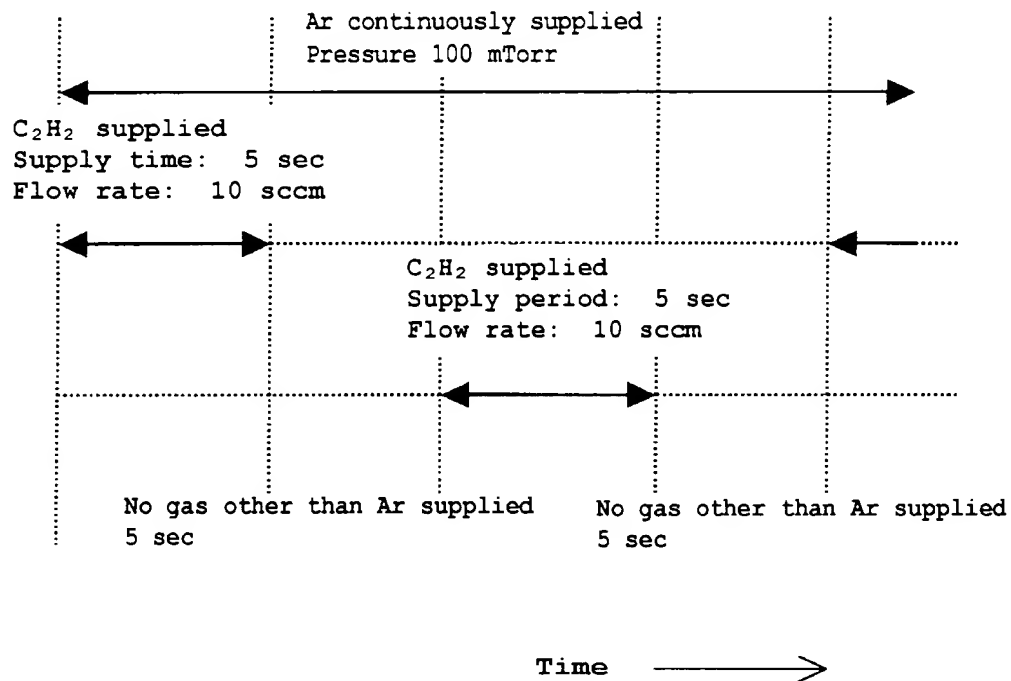 Ar continuously supplied
Pressure 100 mTorr
C₂H₂ supplied
Supply time: 5 sec
Flow rate: 10 sccm
C₂H₂ supplied
Supply period: 5 sec
Flow rate: 10 sccm
No gas other than Ar supplied
5 sec
No gas other than Ar supplied
5 sec
Time